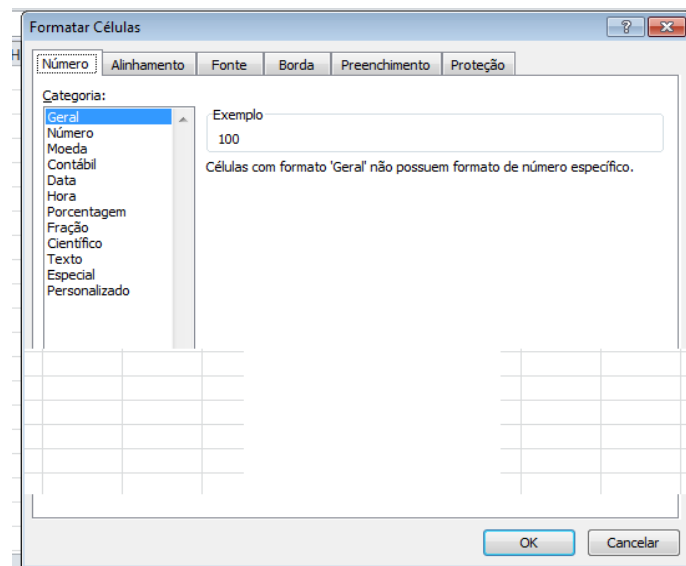 Formatar Células
H
Número Alinhamento Fonte Borda Preenchimento Proteção
Categoria:
Geral
Número
Moeda
Contábil
Data
Hora
Porcentagem
Fração
Científico
Texto
Especial
Personalizado
Exemplo
100
Células com formato 'Geral' não possuem formato de número específico.
OK Cancelar